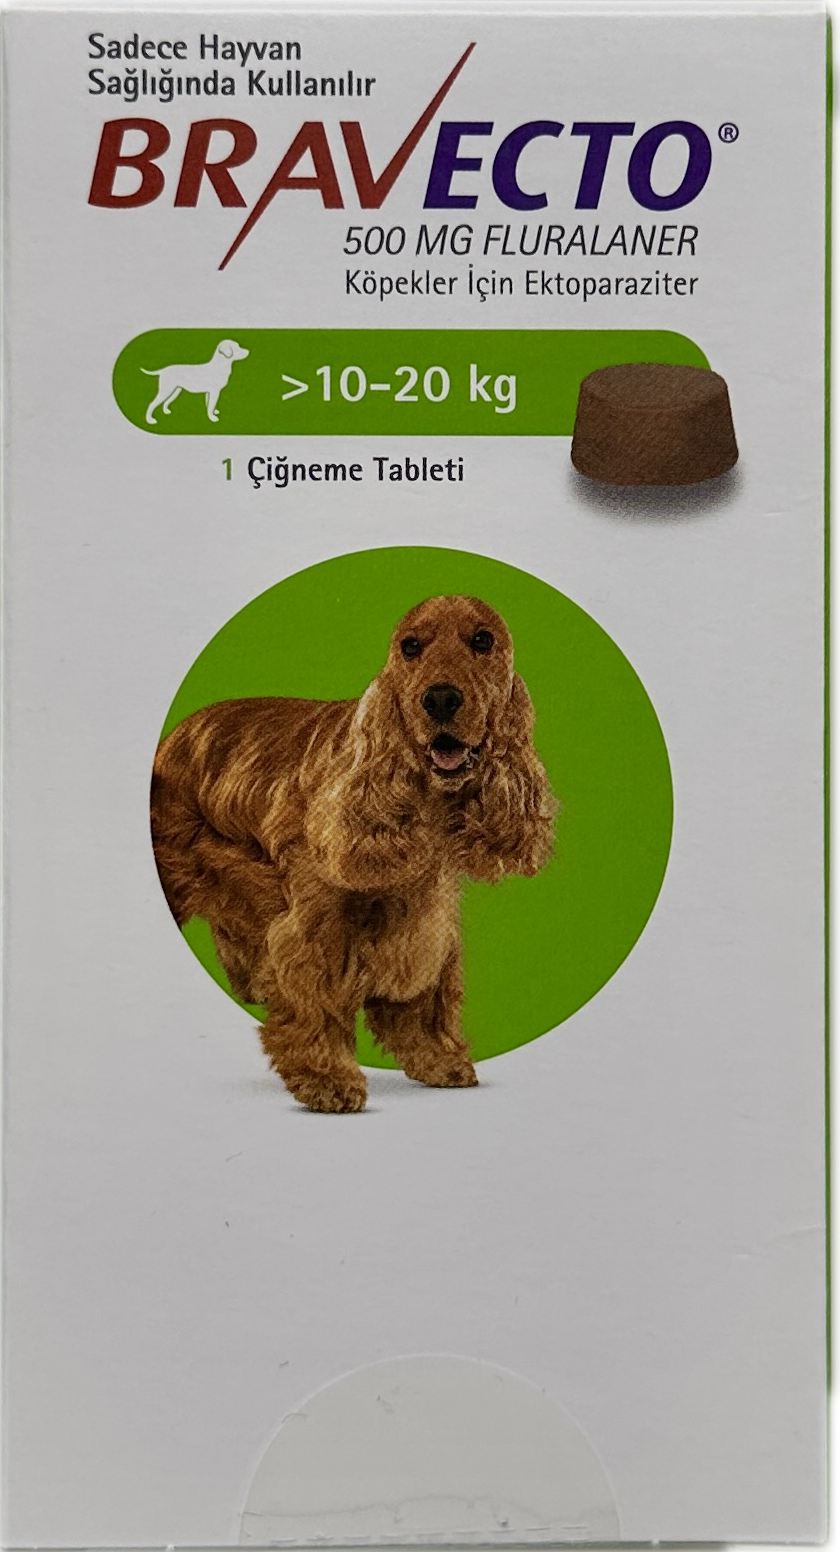 Sadece Hayvan
Sağlığında Kullanılır
BRAVECTO®
500 MG FLURALANER
Köpekler İçin Ektoparaziter
>10-20 kg
1 Çiğneme Tableti